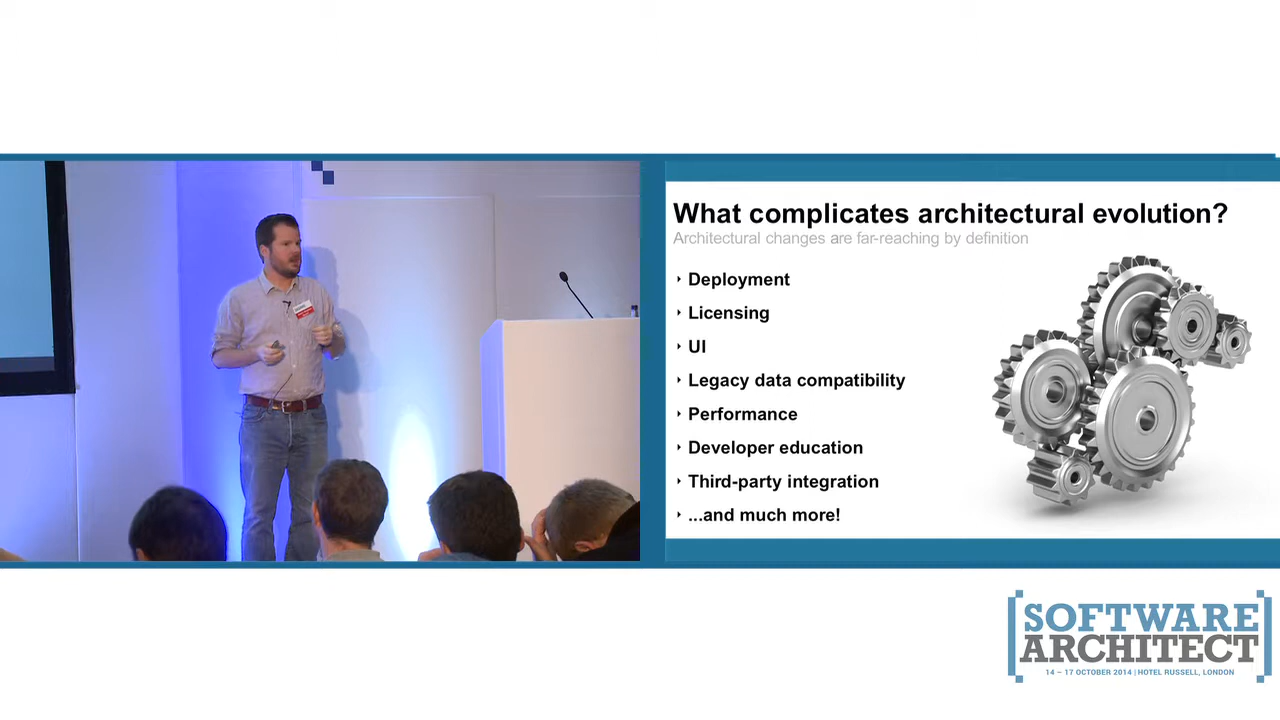 What complicates architectural evolution?
Architectural changes are far-reaching by definition
Deployment
Licensing
UI
Legacy data compatibility
Performance
Developer education
Third-party integration
...and much more!
[SOFTWARE
ARCHITECT]
14 – 17 OCTOBER 2014 | HOTEL RUSSELL, LONDON